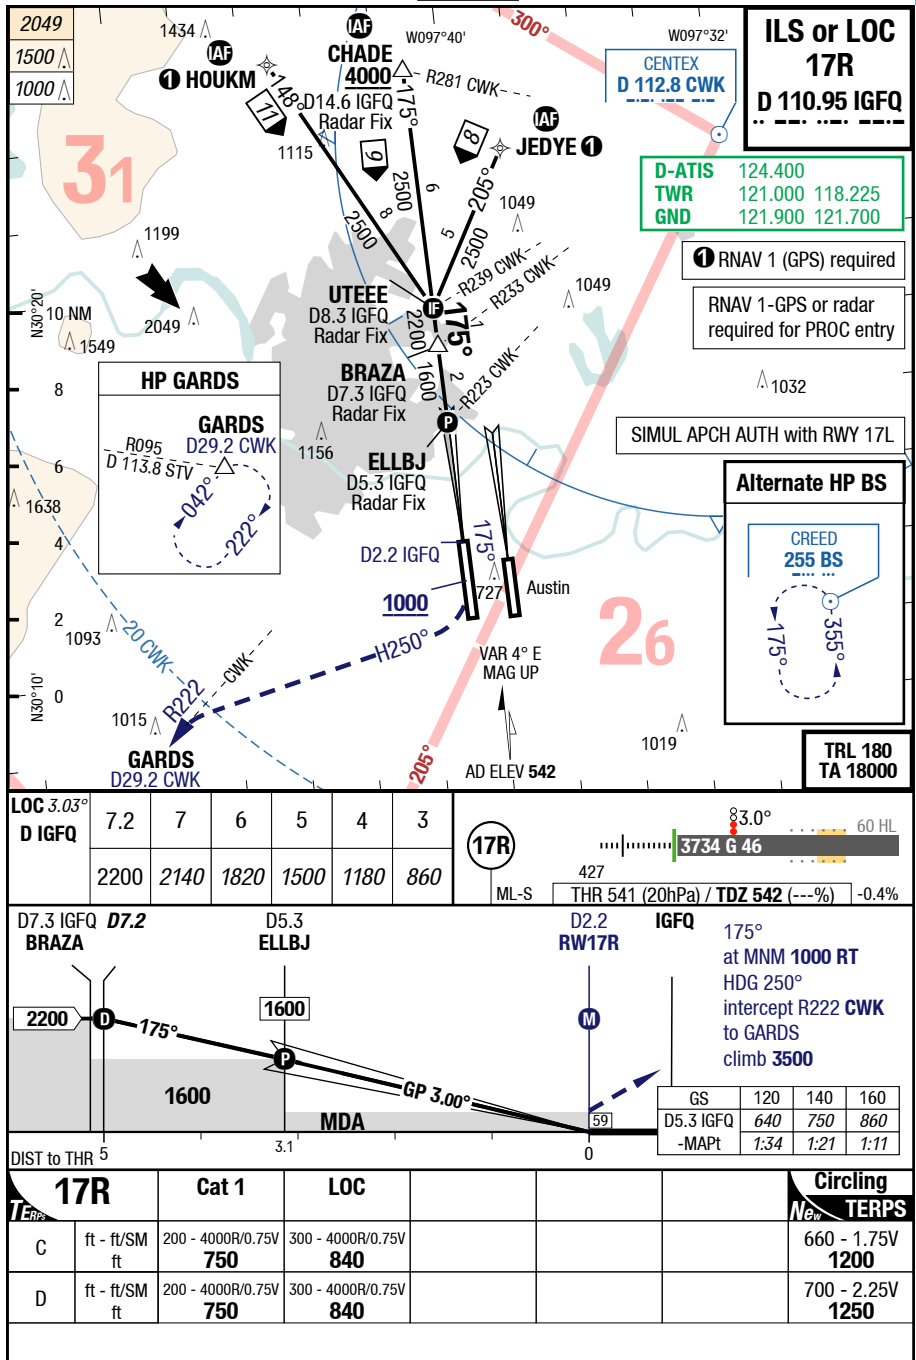 2049
1500
1000
1434
IAF
❶ HOUKM
IAF
CHADE
4000
D14.6 IGFQ
Radar Fix
W097°40'
300°
W097°32'
CENTEX
D 112.8 CWK
ILS or LOC
17R
D 110.95 IGFQ
R281 CWK
148°
175°
11
9
8
IAF
JEDYE ❶
205°
1115
31
D-ATIS 124.400
TWR 121.000 118.225
GND 121.900 121.700
2500
8
2500
6
2500
5
1049
1199
❶ RNAV 1 (GPS) required
RNAV 1-GPS or radar
required for PROC entry
R239 CWK
R233 CWK
1049
UTEEE
D8.3 IGFQ
Radar Fix
IF
175°
2200
N30°20'
10 NM
2049
1549
BRAZA
D7.3 IGFQ
Radar Fix
1600
2
R223 CWK
1032
8
HP GARDS
GARDS
D29.2 CWK
R095
D 113.8 STV
042°
222°
P
1156
SIMUL APCH AUTH with RWY 17L
6
ELLBJ
D5.3 IGFQ
Radar Fix
Alternate HP BS
CREED
255 BS
175°
355°
1638
4
D2.2 IGFQ
175°
727
Austin
1000
2
1093
20 CWK
CWK
H250°
26
VAR 4° E
MAG UP
N30°10'
0
R222
1015
GARDS
D29.2 CWK
205°
AD ELEV 542
1019
TRL 180
TA 18000
LOC 3.03°
D IGFQ
7.2 7 6 5 4 3
2200 2140 1820 1500 1180 860
17R
ML-S
3.0°
60 HL
3734 G 46
427
THR 541 (20hPa) / TDZ 542 (---%)
-0.4%
D7.3 IGFQ D7.2
BRAZA
D5.3
ELLBJ
D2.2
RW17R
IGFQ
175°
at MNM 1000 RT
HDG 250°
intercept R222 CWK
to GARDS
climb 3500
2200
D
175°
1600
P
M
GP 3.00°
1600
MDA
59
GS 120 140 160
D5.3 IGFQ 640 750 860
-MAPt 1:34 1:21 1:11
DIST to THR 5 3.1 0
TERPS
17R
Cat 1
LOC
Circling
New TERPS
C
ft - ft/SM 200 - 4000R/0.75V 300 - 4000R/0.75V 660 - 1.75V
ft 750 840 1200
D
ft - ft/SM 200 - 4000R/0.75V 300 - 4000R/0.75V 700 - 2.25V
ft 750 840 1250